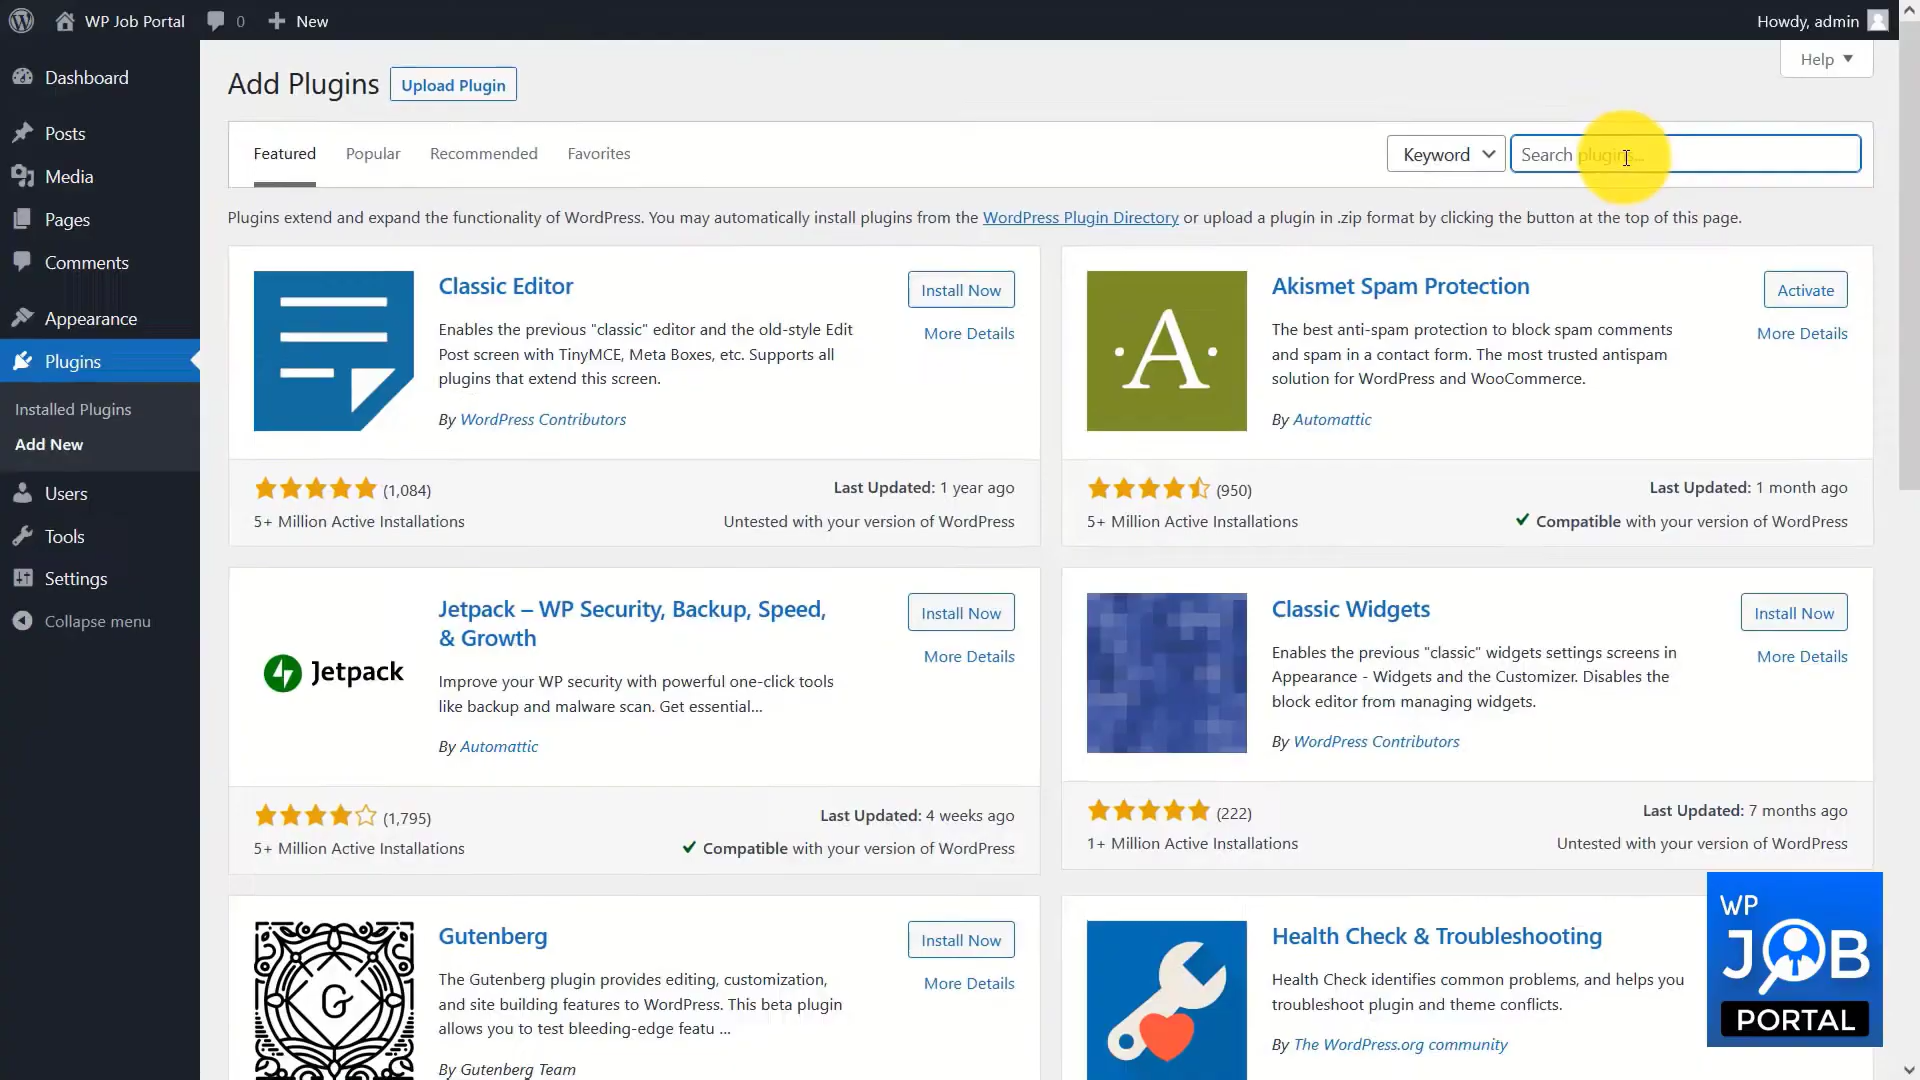 WP Job Portal 0 New Howdy, admin
Help
Dashboard
Posts
Media
Pages
Comments
Appearance
Plugins
Installed Plugins
Add New
Users
Tools
Settings
Collapse menu
Add Plugins Upload Plugin
Featured Popular Recommended Favorites Keyword Search plugins...
Plugins extend and expand the functionality of WordPress. You may automatically install plugins from the WordPress Plugin Directory or upload a plugin in .zip format by clicking the button at the top of this page.
Classic Editor
Install Now
More Details
Enables the previous "classic" editor and the old-style Edit
Post screen with TinyMCE, Meta Boxes, etc. Supports all
plugins that extend this screen.
By WordPress Contributors
(1,084) Last Updated: 1 year ago
5+ Million Active Installations Untested with your version of WordPress
A
Akismet Spam Protection
Activate
More Details
The best anti-spam protection to block spam comments
and spam in a contact form. The most trusted antispam
solution for WordPress and WooCommerce.
By Automattic
(950) Last Updated: 1 month ago
5+ Million Active Installations Compatible with your version of WordPress
Jetpack
Jetpack – WP Security, Backup, Speed,
& Growth
Install Now
More Details
Improve your WP security with powerful one-click tools
like backup and malware scan. Get essential...
By Automattic
(1,795) Last Updated: 4 weeks ago
5+ Million Active Installations Compatible with your version of WordPress
Classic Widgets
Install Now
More Details
Enables the previous "classic" widgets settings screens in
Appearance - Widgets and the Customizer. Disables the
block editor from managing widgets.
By WordPress Contributors
(222) Last Updated: 7 months ago
1+ Million Active Installations Untested with your version of WordPress
G
Gutenberg
Install Now
More Details
The Gutenberg plugin provides editing, customization,
and site building features to WordPress. This beta plugin
allows you to test bleeding-edge featu ...
By Gutenberg Team
Health Check & Troubleshooting
Health Check identifies common problems, and helps you
troubleshoot plugin and theme conflicts.
By The WordPress.org community
WP
JOB
PORTAL